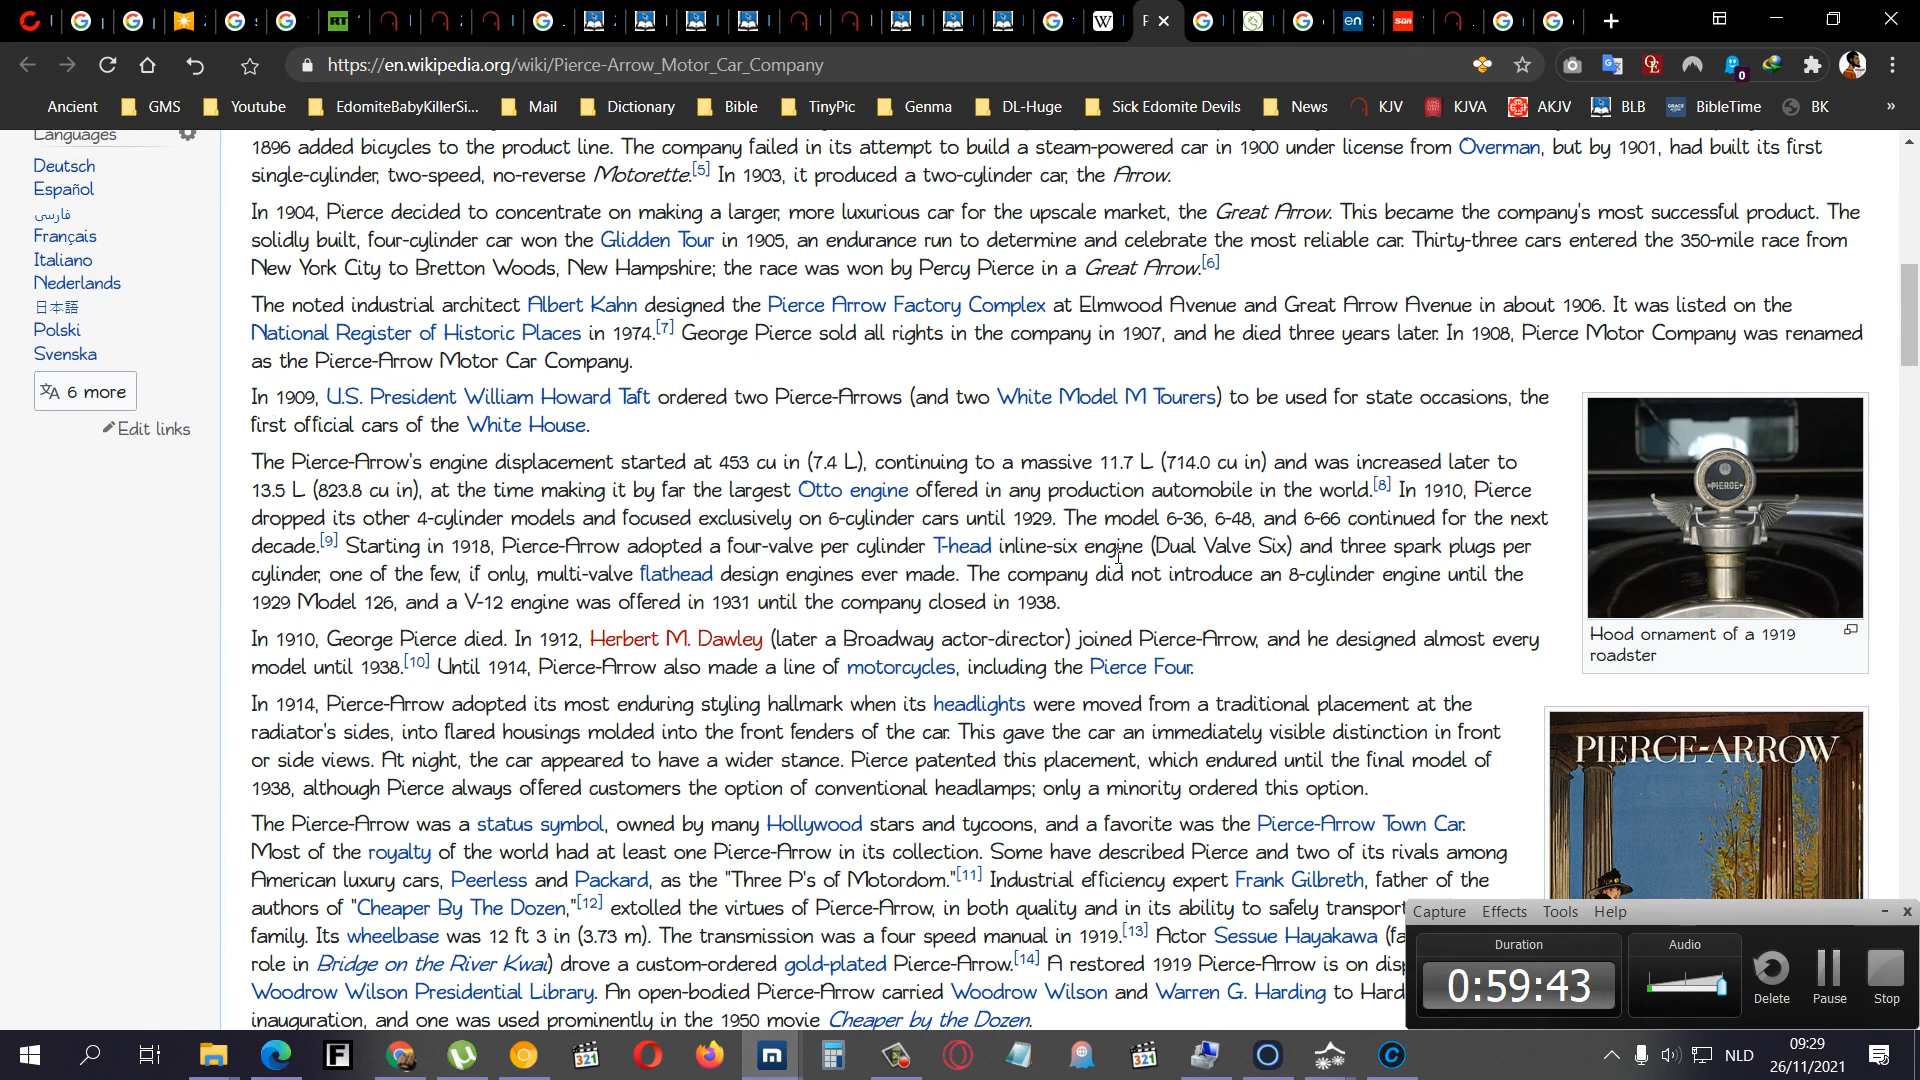 https://en.wikipedia.org/wiki/Pierce-Arrow_Motor_Car_Company
0
Ancient GMS Youtube EdomiteBabyKillerSi... Mail Dictionary Bible TinyPic Genma DL-Huge Sick Edomite Devils News KJV KJVA AKJV BLB BibleTime BK »
Languages
Deutsch
Español
فارسی
Français
Italiano
Nederlands
日本語
Polski
Svenska
6 more
Edit links
1896 added bicycles to the product line. The company failed in its attempt to build a steam-powered car in 1900 under license from Overman, but by 1901, had built its first
single-cylinder, two-speed, no-reverse Motorette.[5] In 1903, it produced a two-cylinder car, the Arrow.
In 1904, Pierce decided to concentrate on making a larger, more luxurious car for the upscale market, the Great Arrow. This became the company's most successful product. The
solidly built, four-cylinder car won the Glidden Tour in 1905, an endurance run to determine and celebrate the most reliable car. Thirty-three cars entered the 350-mile race from
New York City to Bretton Woods, New Hampshire; the race was won by Percy Pierce in a Great Arrow.[6]
The noted industrial architect Albert Kahn designed the Pierce Arrow Factory Complex at Elmwood Avenue and Great Arrow Avenue in about 1906. It was listed on the
National Register of Historic Places in 1974.[7] George Pierce sold all rights in the company in 1907, and he died three years later. In 1908, Pierce Motor Company was renamed
as the Pierce-Arrow Motor Car Company.
In 1909, U.S. President William Howard Taft ordered two Pierce-Arrows (and two White Model M Tourers) to be used for state occasions, the
first official cars of the White House.
The Pierce-Arrow's engine displacement started at 453 cu in (7.4 L), continuing to a massive 11.7 L (714.0 cu in) and was increased later to
13.5 L (823.8 cu in), at the time making it by far the largest Otto engine offered in any production automobile in the world.[8] In 1910, Pierce
dropped its other 4-cylinder models and focused exclusively on 6-cylinder cars until 1929. The model 6-36, 6-48, and 6-66 continued for the next
decade.[9] Starting in 1918, Pierce-Arrow adopted a four-valve per cylinder T-head inline-six engine (Dual Valve Six) and three spark plugs per
cylinder, one of the few, if only, multi-valve flathead design engines ever made. The company did not introduce an 8-cylinder engine until the
1929 Model 126, and a V-12 engine was offered in 1931 until the company closed in 1938.
In 1910, George Pierce died. In 1912, Herbert M. Dawley (later a Broadway actor-director) joined Pierce-Arrow, and he designed almost every
model until 1938.[10] Until 1914, Pierce-Arrow also made a line of motorcycles, including the Pierce Four.
In 1914, Pierce-Arrow adopted its most enduring styling hallmark when its headlights were moved from a traditional placement at the
radiator's sides, into flared housings molded into the front fenders of the car. This gave the car an immediately visible distinction in front
or side views. At night, the car appeared to have a wider stance. Pierce patented this placement, which endured until the final model of
1938, although Pierce always offered customers the option of conventional headlamps; only a minority ordered this option.
The Pierce-Arrow was a status symbol, owned by many Hollywood stars and tycoons, and a favorite was the Pierce-Arrow Town Car.
Most of the royalty of the world had at least one Pierce-Arrow in its collection. Some have described Pierce and two of its rivals among
American luxury cars, Peerless and Packard, as the "Three P's of Motordom."[11] Industrial efficiency expert Frank Gilbreth, father of the
authors of "Cheaper By The Dozen,"[12] extolled the virtues of Pierce-Arrow, in both quality and in its ability to safely transport
family. Its wheelbase was 12 ft 3 in (3.73 m). The transmission was a four speed manual in 1919.[13] Actor Sessue Hayakawa (fa
role in Bridge on the River Kwai) drove a custom-ordered gold-plated Pierce-Arrow.[14] A restored 1919 Pierce-Arrow is on disp
Woodrow Wilson Presidential Library. An open-bodied Pierce-Arrow carried Woodrow Wilson and Warren G. Harding to Hard
inauguration, and one was used prominently in the 1950 movie Cheaper by the Dozen.
PIERCE
Hood ornament of a 1919
roadster
PIERCE-ARROW
Capture Effects Tools Help
Duration
0:59:43
Audio
Delete Pause Stop
NLD
09:29
26/11/2021